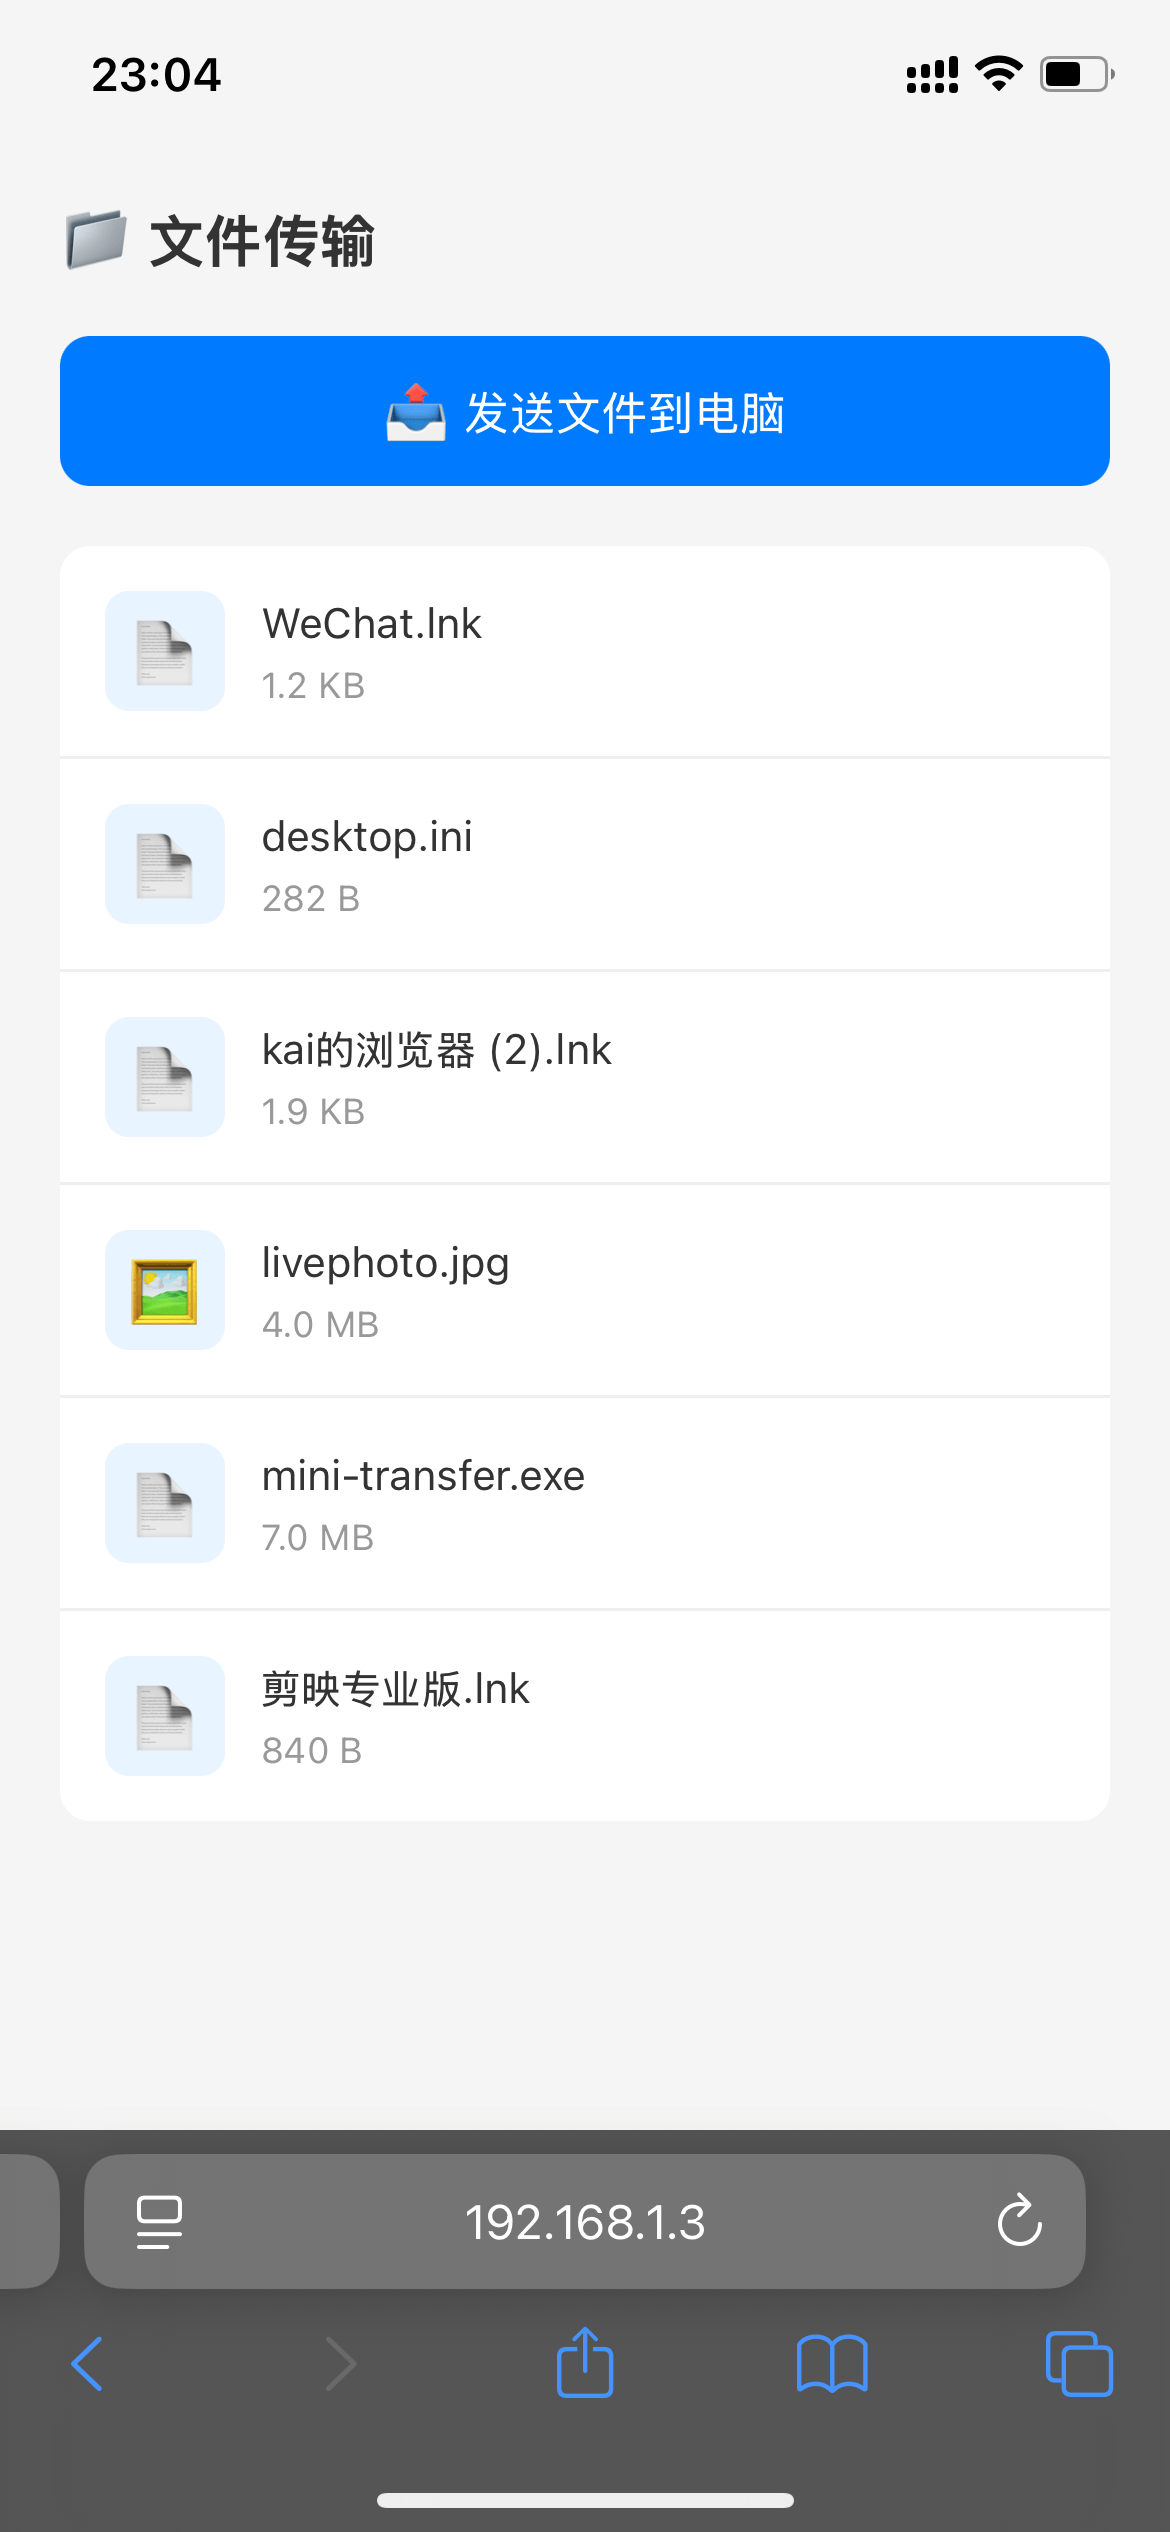 23:04
文件传输
发送文件到电脑
WeChat.lnk
1.2 KB
desktop.ini
282 B
kai的浏览器 (2).lnk
1.9 KB
livephoto.jpg
4.0 MB
mini-transfer.exe
7.0 MB
剪映专业版.lnk
840 B
192.168.1.3